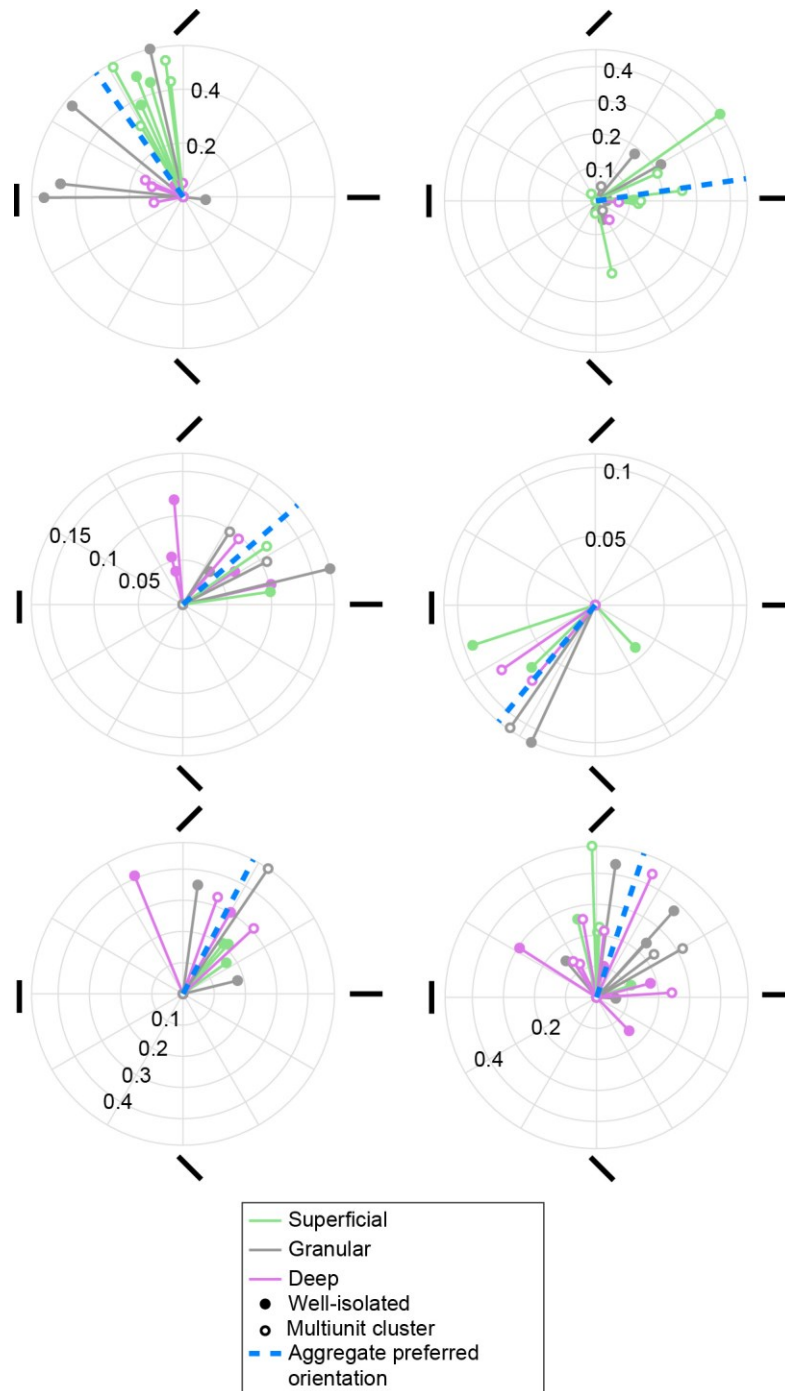 0.4
0.2
0.4
0.3
0.2
0.1
0.15
0.1
0.05
0.1
0.05
0.1
0.2
0.3
0.4
0.2
0.4
Superficial
Granular
Deep
Well-isolated
Multiunit cluster
Aggregate preferred
orientation